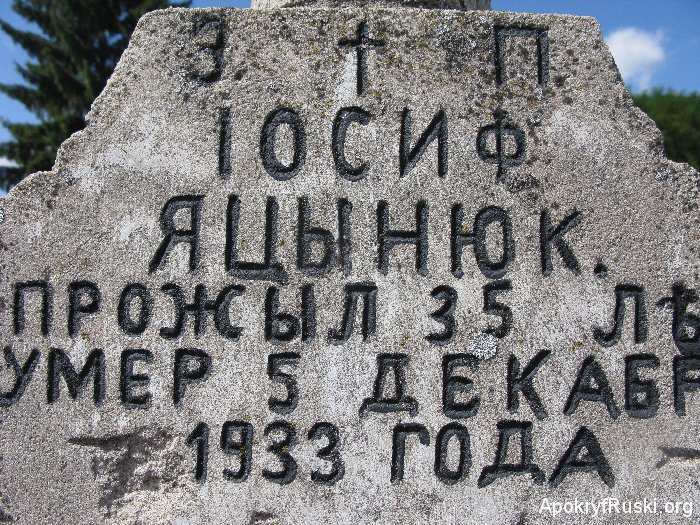 З † П
ІОСИФ
ЯЦЫНЮК.
ПРОЖЫЛ 35 ЛѢ
УМЕР 5 ДЕКАБР
1933 ГОДА
ApokryfRuski.org